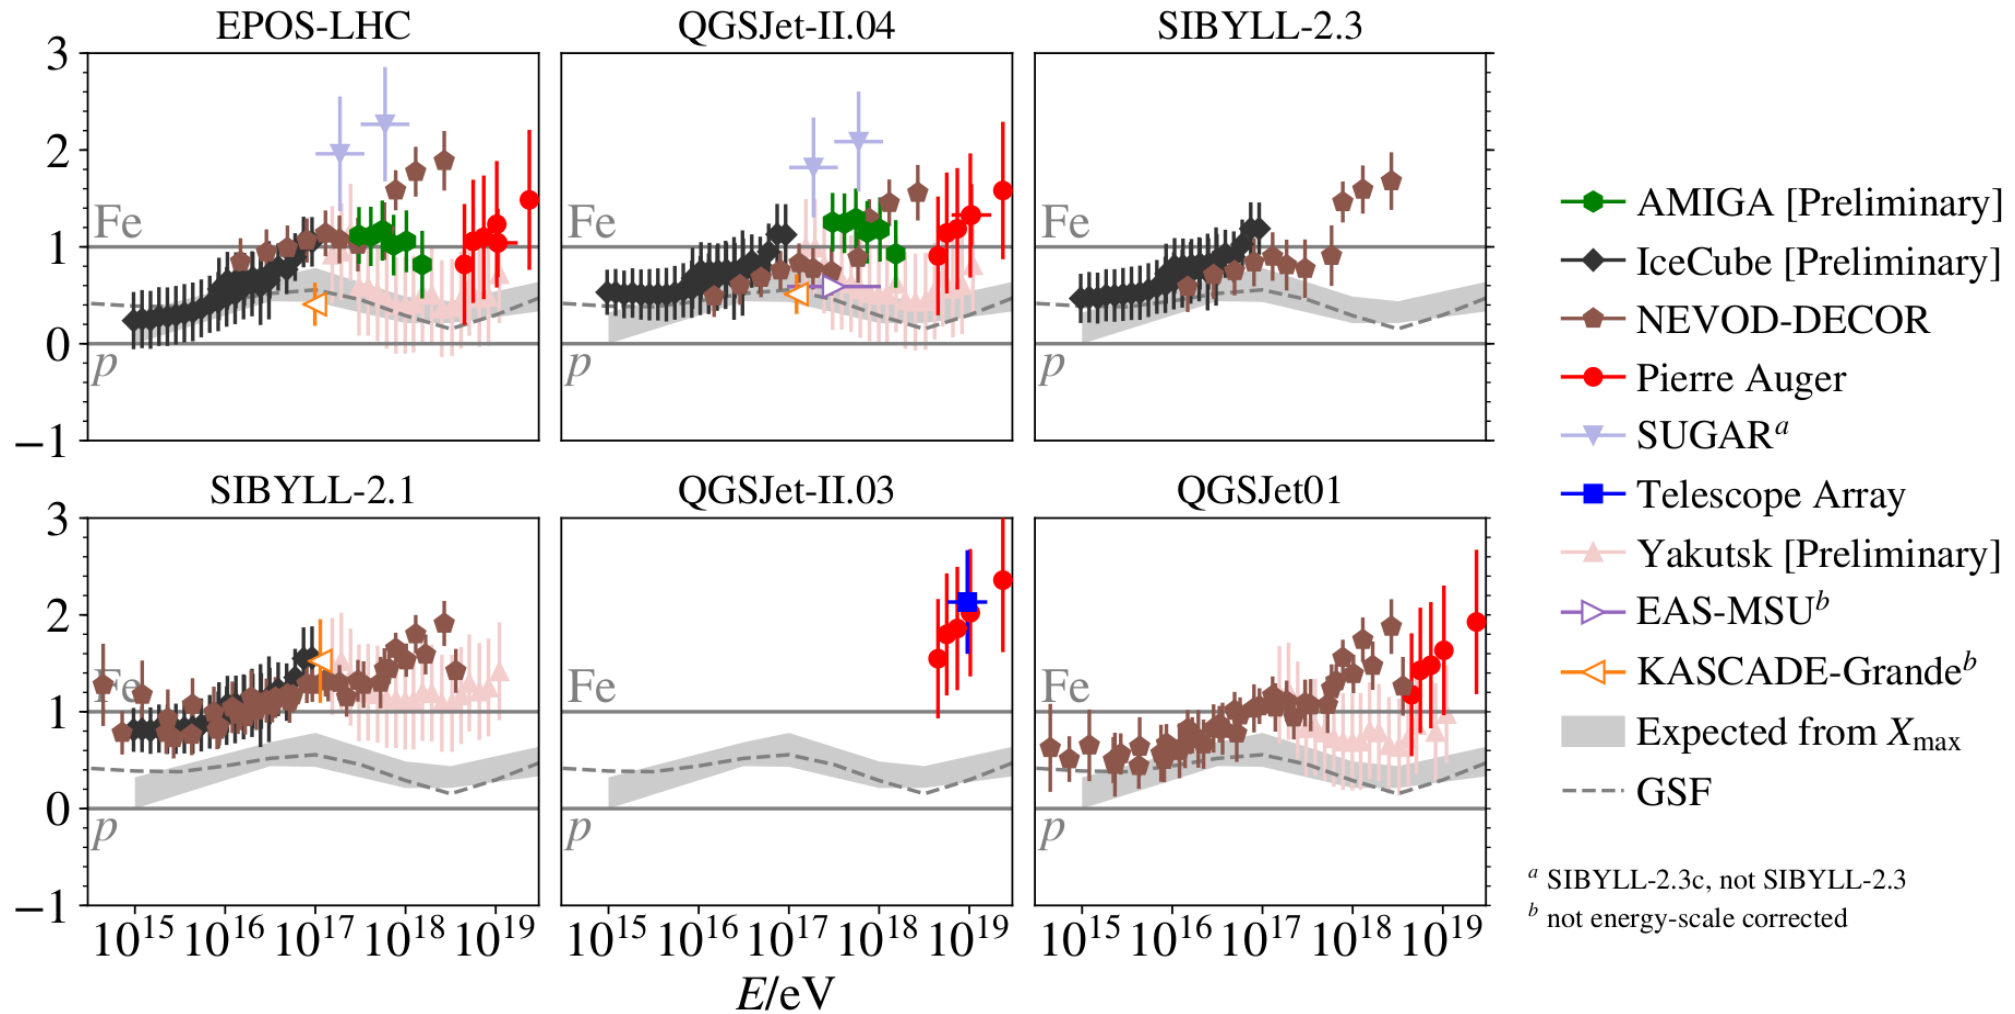 EPOS-LHC
QGSJet-II.04
SIBYLL-2.3
3
2
1
0
−1
Fe
p
Fe
p
Fe
p
SIBYLL-2.1
QGSJet-II.03
QGSJet01
3
2
1
0
−1
Fe
p
Fe
p
Fe
p
10^15 10^16 10^17 10^18 10^19
10^15 10^16 10^17 10^18 10^19
10^15 10^16 10^17 10^18 10^19
E/eV
AMIGA [Preliminary]
IceCube [Preliminary]
NEVOD-DECOR
Pierre Auger
SUGAR^a
Telescope Array
Yakutsk [Preliminary]
EAS-MSU^b
KASCADE-Grande^b
Expected from X_max
GSF
^a SIBYLL-2.3c, not SIBYLL-2.3
^b not energy-scale corrected